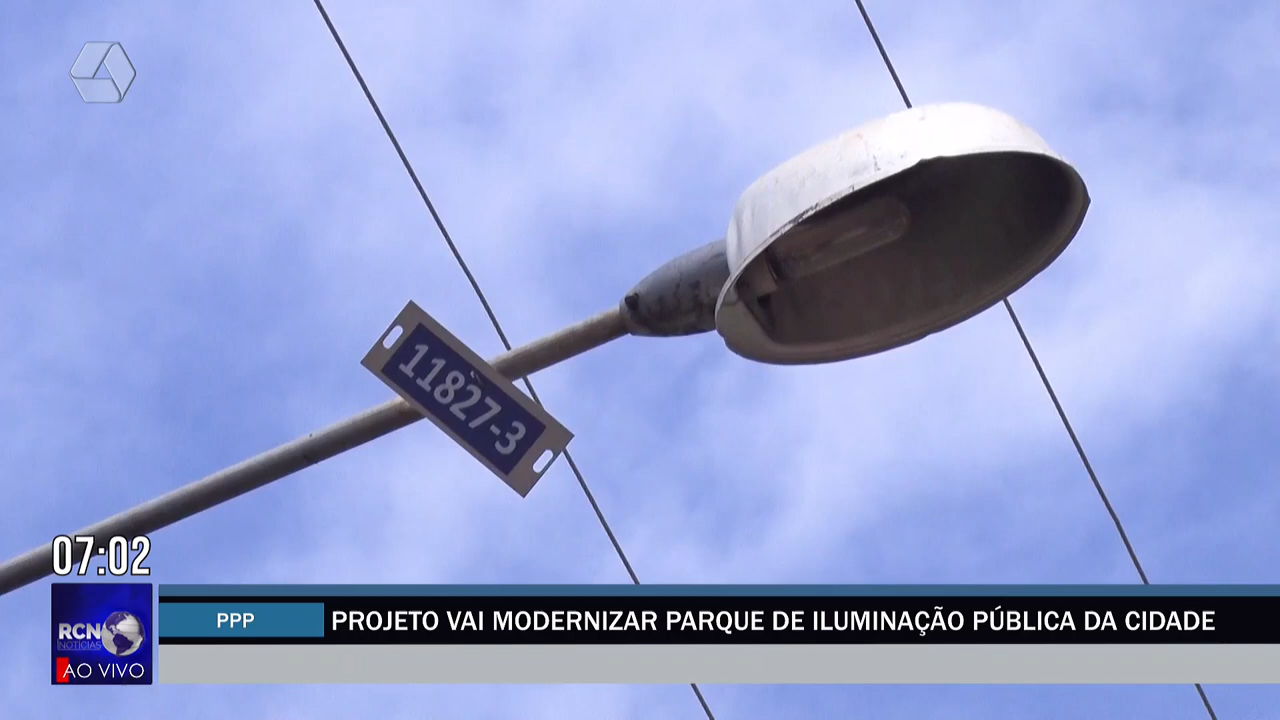 11827-3
07:02
RCN
NOTÍCIAS
AO VIVO
PPP
PROJETO VAI MODERNIZAR PARQUE DE ILUMINAÇÃO PÚBLICA DA CIDADE